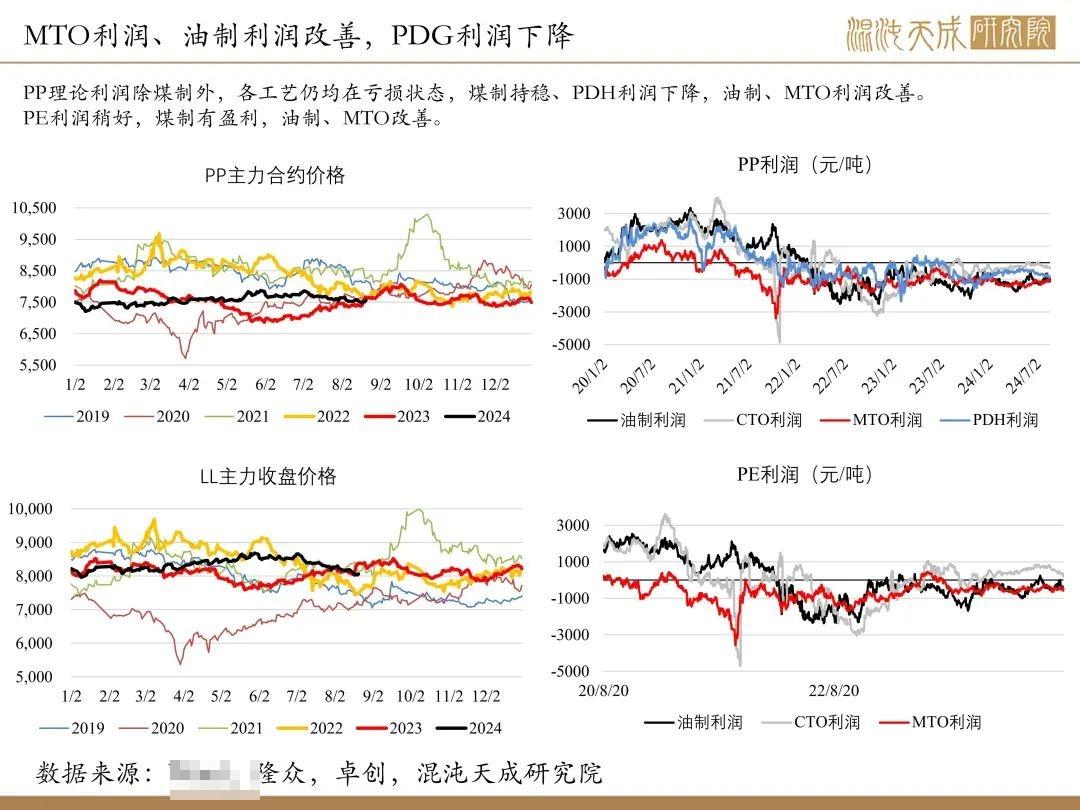 MTO利润、油制利润改善，PDG利润下降
混沌天成研究院
PP理论利润除煤制外，各工艺仍均在亏损状态，煤制持稳、PDH利润下降，油制、MTO利润改善。
PE利润稍好，煤制有盈利，油制、MTO改善。
PP主力合约价格
10,500
9,500
8,500
7,500
6,500
5,500
1/2 2/2 3/2 4/2 5/2 6/2 7/2 8/2 9/2 10/2 11/2 12/2
2019 2020 2021 2022 2023 2024
PP利润（元/吨）
3000
1000
-1000
-3000
-5000
20/1/2 20/7/2 21/1/2 21/7/2 22/1/2 22/7/2 23/1/2 23/7/2 24/1/2 24/7/2
油制利润 CTO利润 MTO利润 PDH利润
LL主力收盘价格
10,000
9,000
8,000
7,000
6,000
5,000
1/2 2/2 3/2 4/2 5/2 6/2 7/2 8/2 9/2 10/2 11/2 12/2
2019 2020 2021 2022 2023 2024
PE利润（元/吨）
3000
1000
-1000
-3000
-5000
20/8/20 22/8/20
油制利润 CTO利润 MTO利润
数据来源： 隆众，卓创，混沌天成研究院